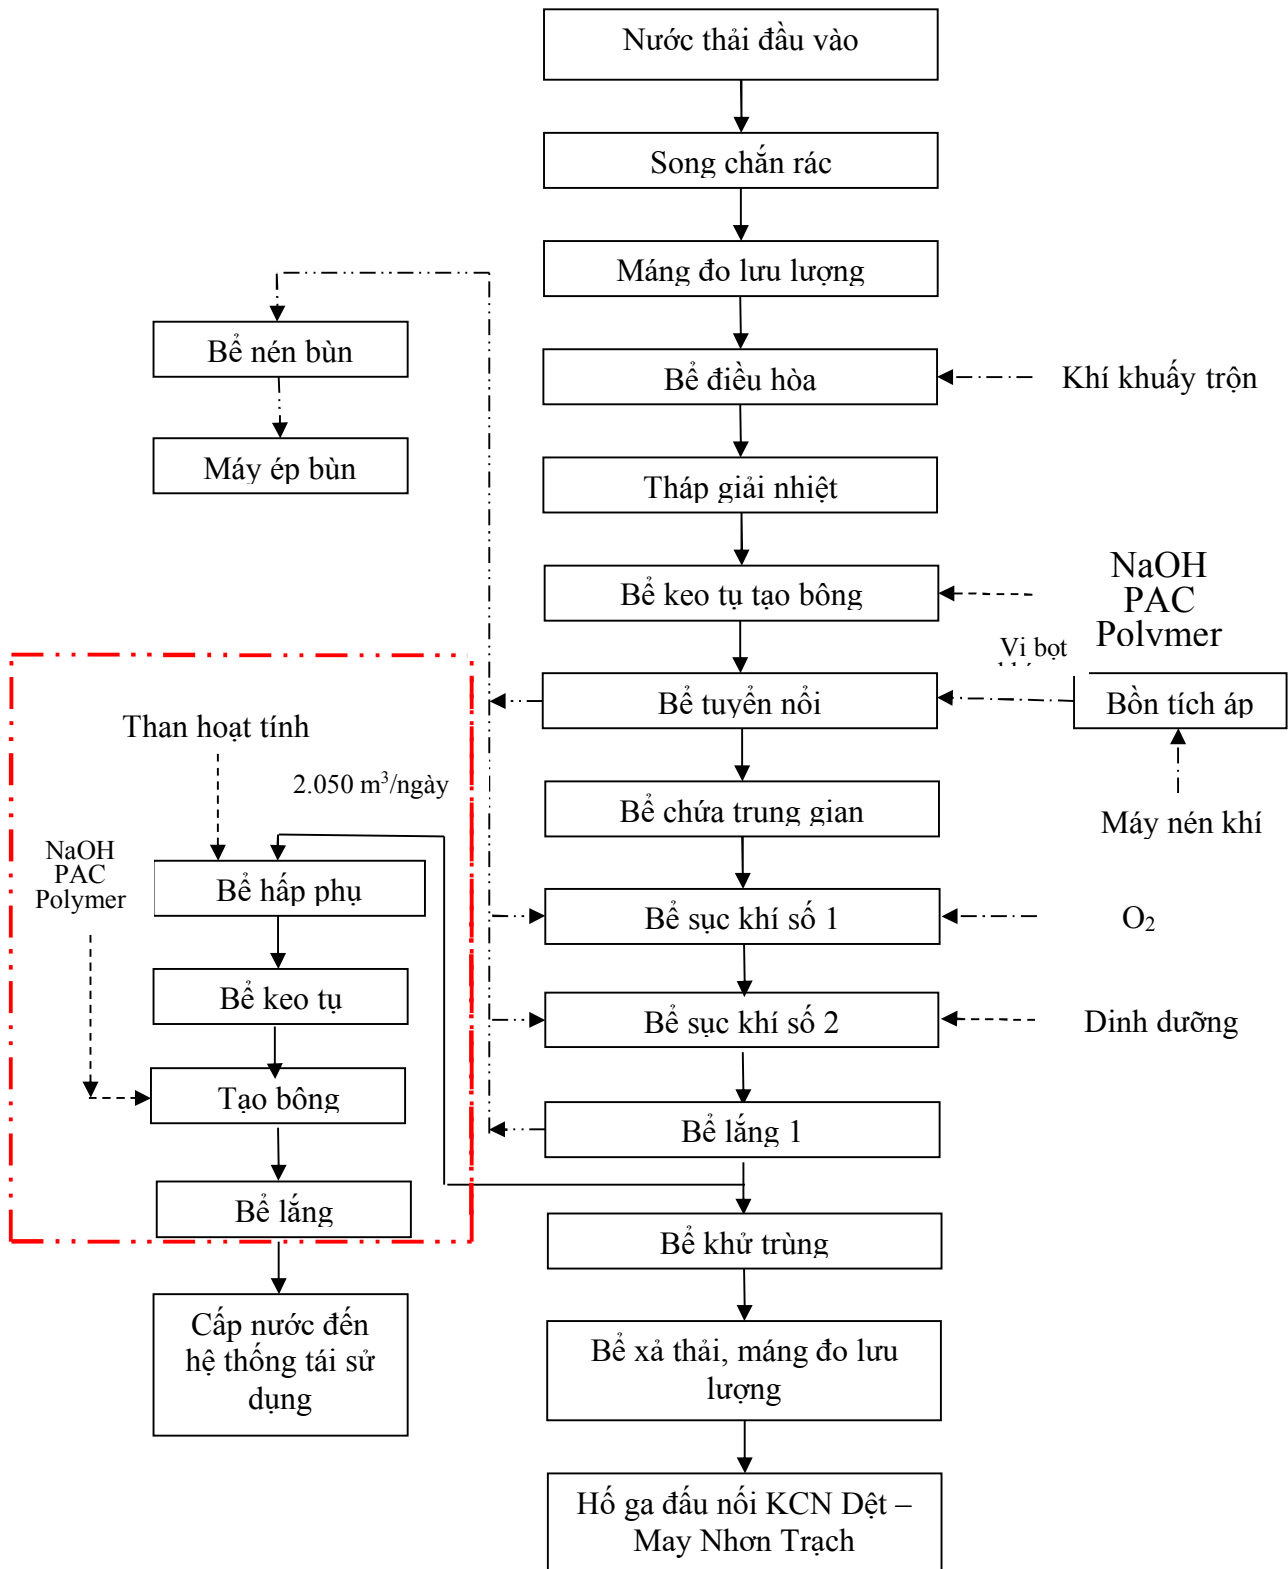 Nước thải đầu vào
Song chắn rác
Máng đo lưu lượng
Bể nén bùn
Bể điều hòa
Khí khuấy trộn
Máy ép bùn
Tháp giải nhiệt
Bể keo tụ tạo bông
NaOH
PAC
Polymer
Vi bọt
Bể tuyển nổi
Bồn tích áp
Than hoạt tính
2.050 m³/ngày
Bể chứa trung gian
Máy nén khí
NaOH
PAC
Polymer
Bể hấp phụ
Bể sục khí số 1
O₂
Bể keo tụ
Bể sục khí số 2
Dinh dưỡng
Tạo bông
Bể lắng 1
Bể lắng
Bể khử trùng
Cấp nước đến
hệ thống tái sử
dụng
Bể xả thải, máng đo lưu
lượng
Hố ga đấu nối KCN Dệt –
May Nhơn Trạch